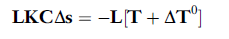 LKCΔs = −L[T + ΔT⁰]